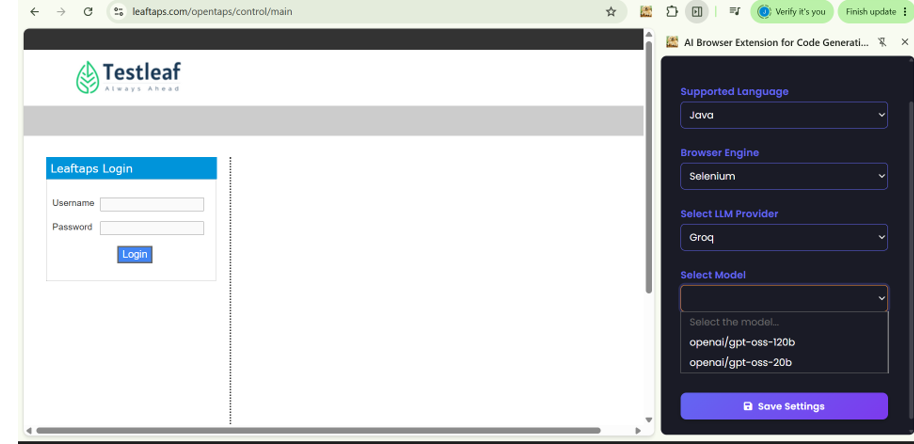 leaftaps.com/opentaps/control/main
Verify it's you
Finish update
AI Browser Extension for Code Generati...
Testleaf
Always Ahead
Leaftaps Login
Username
Password
Login
Supported Language
Java
Browser Engine
Selenium
Select LLM Provider
Groq
Select Model
Select the model...
openai/gpt-oss-120b
openai/gpt-oss-20b
Save Settings